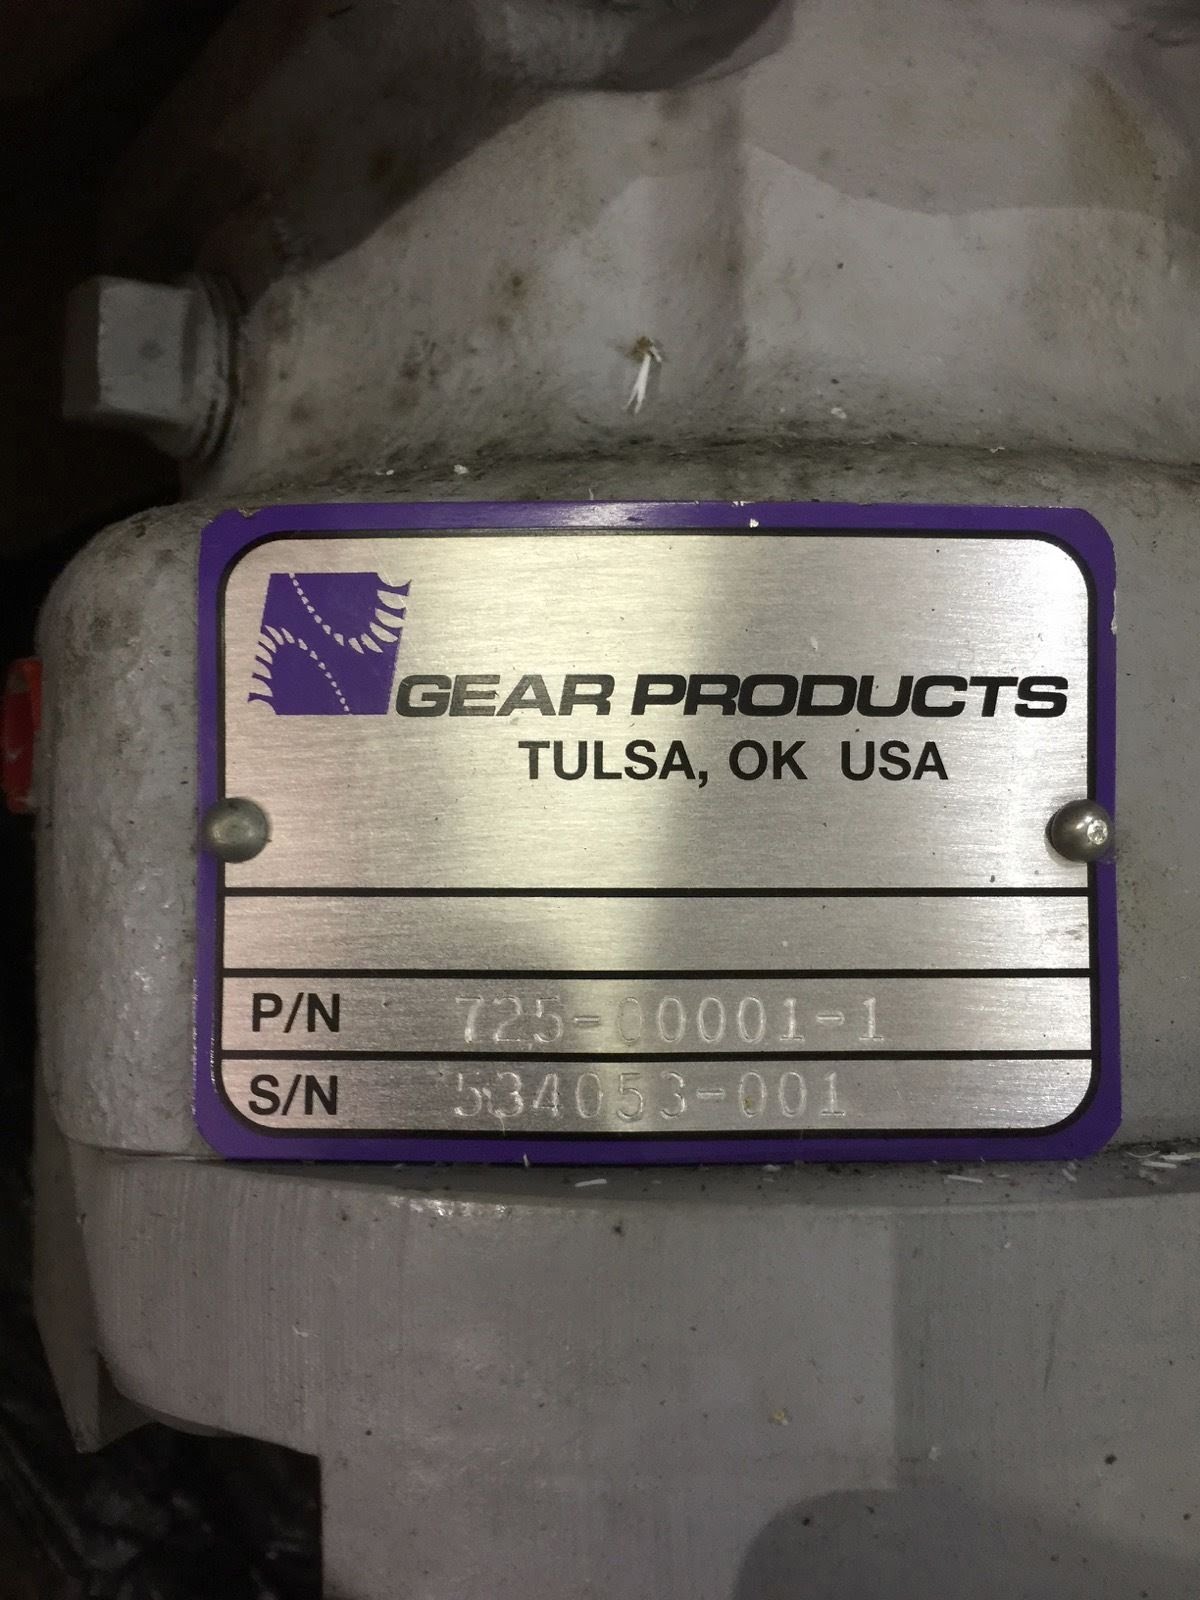 GEAR PRODUCTS
TULSA, OK USA
P/N 725-00001-1
S/N 534053-001